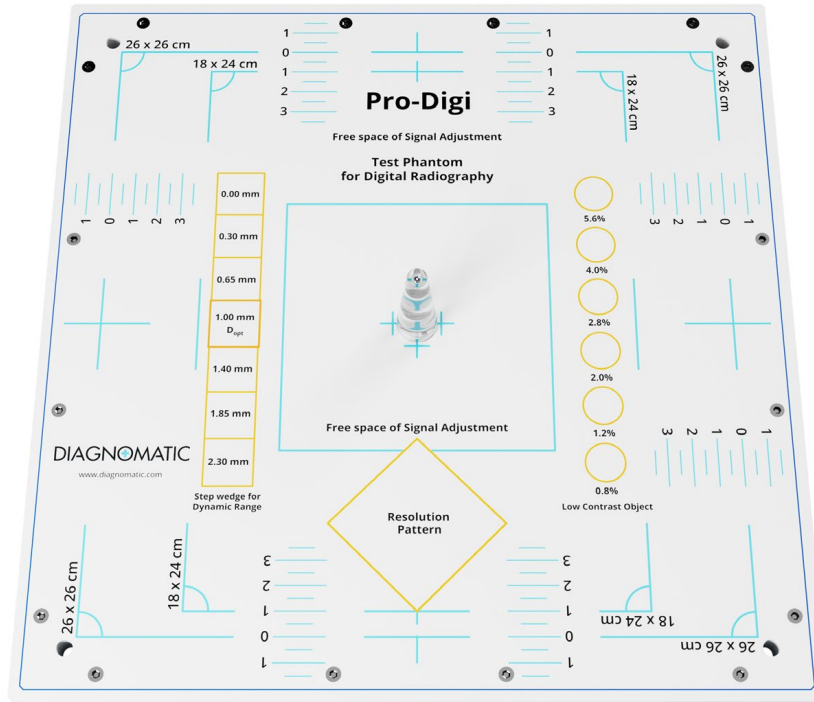 26 x 26 cm
18 x 24 cm
1
0
1
2
3
1
0
1
2
3
18 x 24 cm
26 x 26 cm
Pro-Digi
Free space of Signal Adjustment
Test Phantom
for Digital Radiography
1 0 1 2 3
3 2 1 0 1
0.00 mm
0.30 mm
0.65 mm
1.00 mm
Dopt
1.40 mm
1.85 mm
2.30 mm
Step wedge for
Dynamic Range
5.6%
4.0%
2.8%
2.0%
1.2%
0.8%
Low Contrast Object
3 2 1 0 1
Free space of Signal Adjustment
DIAGNOMATIC
www.diagnomatic.com
Resolution
Pattern
26 x 26 cm
18 x 24 cm
3
2
1
0
1
3
2
1
0
1
18 x 24 cm
26 x 26 cm